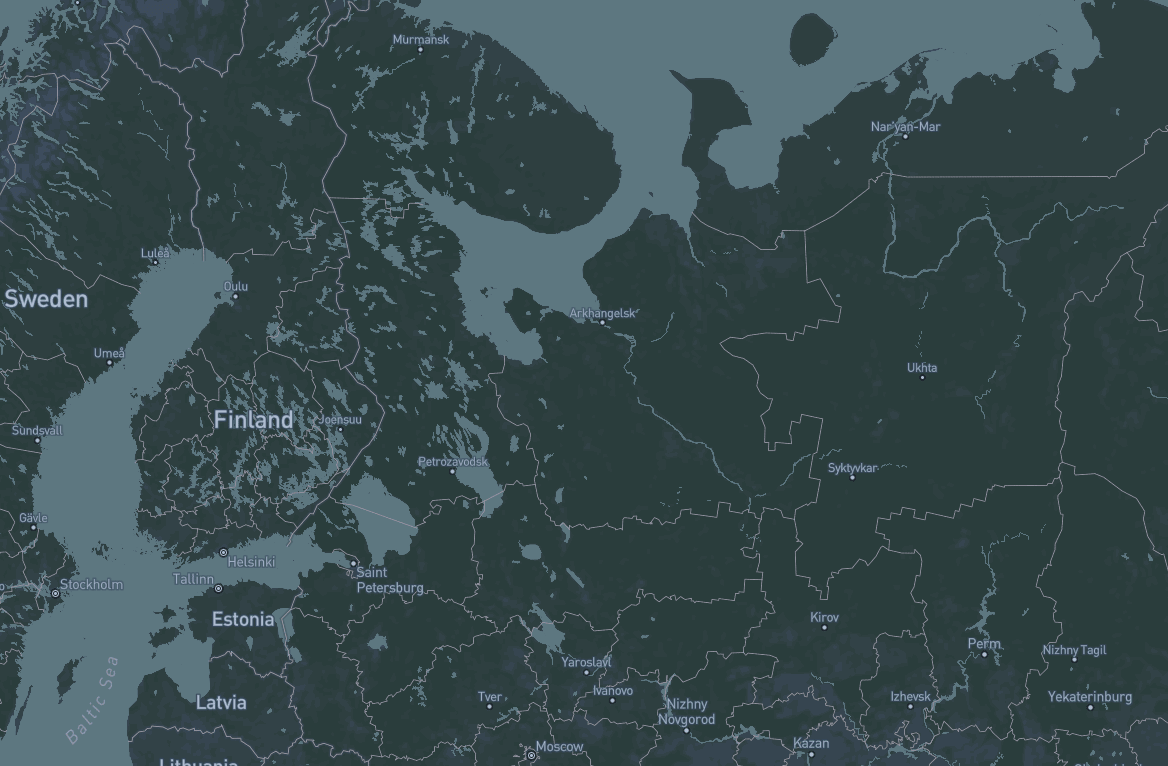 Murmansk
Nar'yan-Mar
Luleå
Oulu
Sweden
Arkhangelsk
Umeå
Ukhta
Finland
Joensuu
Sundsvall
Petrozavodsk
Syktyvkar
Gävle
Helsinki
Saint
Petersburg
Tallinn
Stockholm
Estonia
Kirov
Perm
Nizhny Tagil
Yaroslavl
Baltic Sea
Ivanovo
Latvia
Tver
Nizhny
Novgorod
Izhevsk
Yekaterinburg
Moscow
Kazan
Lithuania